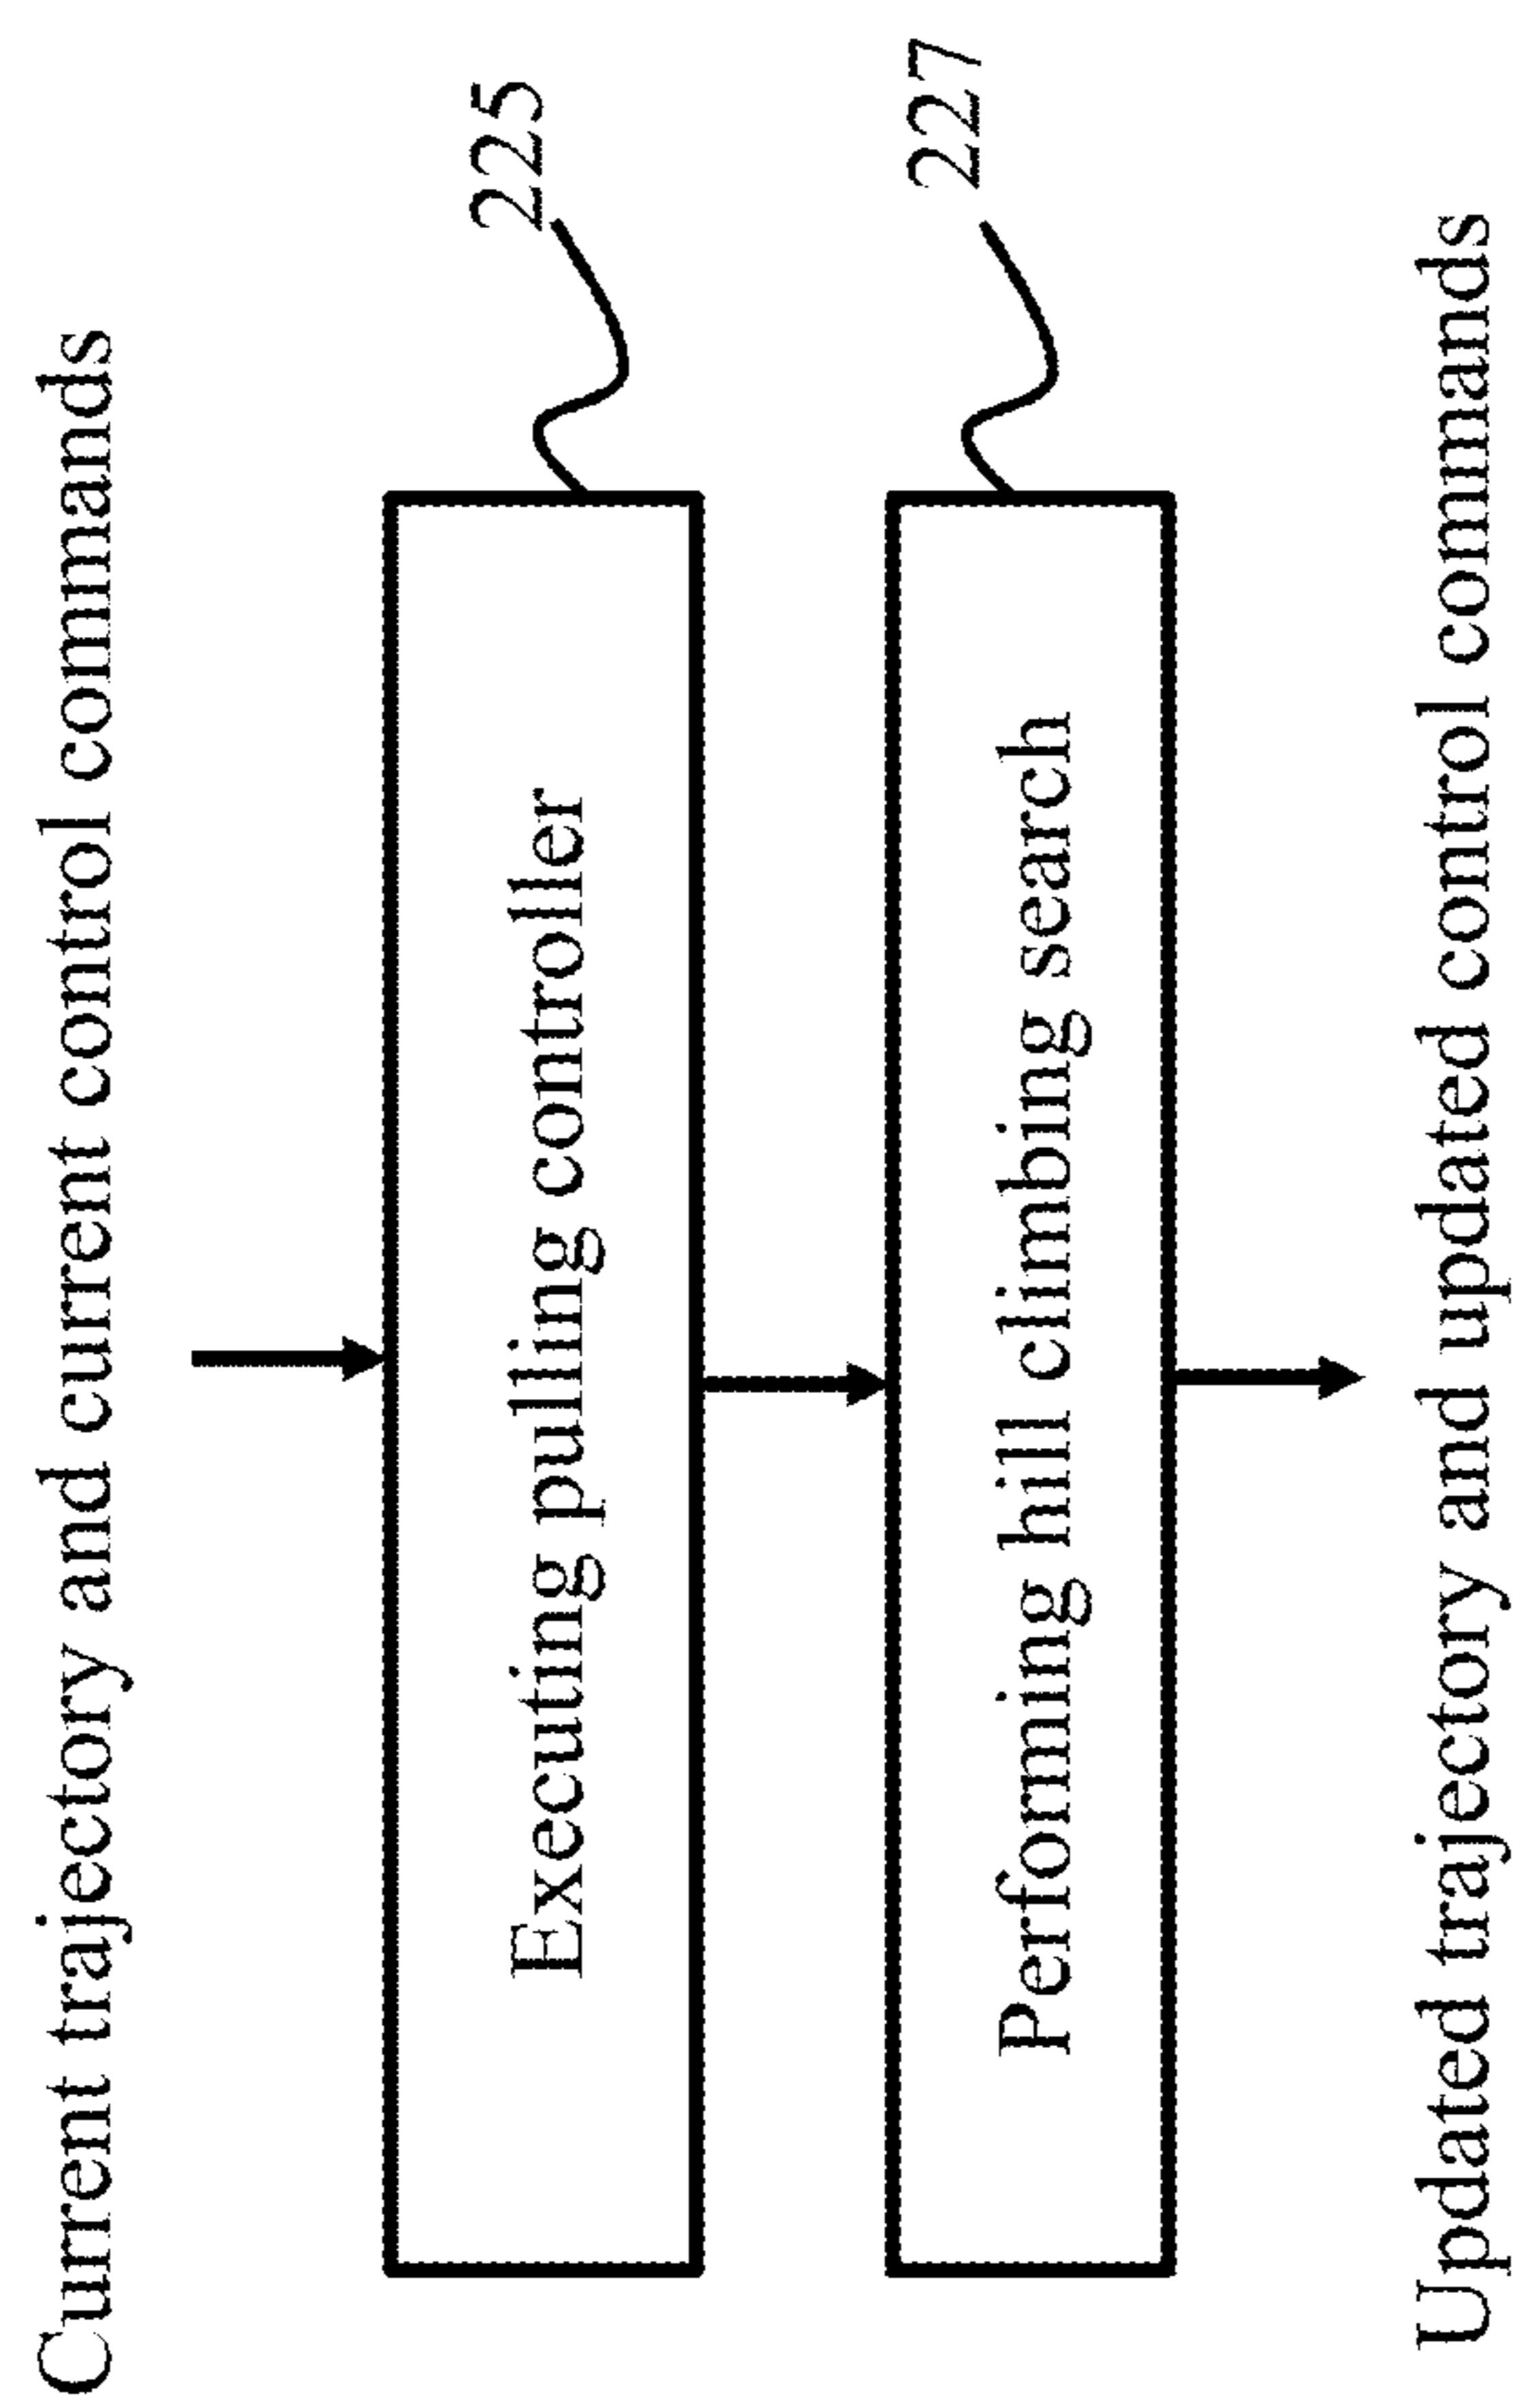 Current trajectory and current control commands
225
Executing pulling controller
227
Performing hill climbing search
Updated trajectory and updated control commands